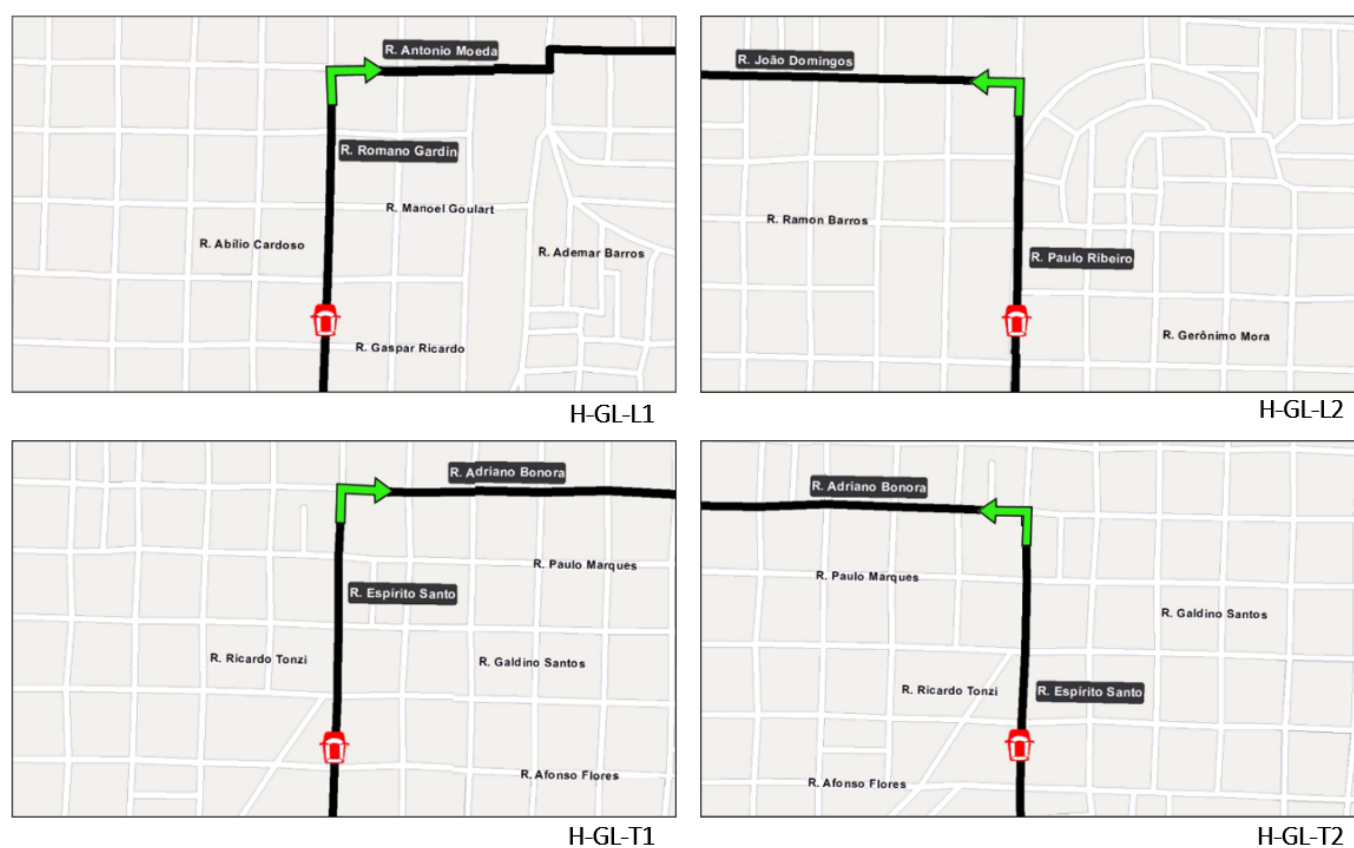 R. Antonio Moeda
R. Romano Gardin
R. Manoel Goulart
R. Abílio Cardoso
R. Ademar Barros
R. Gaspar Ricardo
H-GL-L1
R. João Domingos
R. Ramon Barros
R. Paulo Ribeiro
R. Gerônimo Mora
H-GL-L2
R. Adriano Bonora
R. Paulo Marques
R. Espírito Santo
R. Ricardo Tonzi
R. Galdino Santos
R. Afonso Flores
H-GL-T1
R. Adriano Bonora
R. Paulo Marques
R. Galdino Santos
R. Ricardo Tonzi
R. Espírito Santo
R. Afonso Flores
H-GL-T2